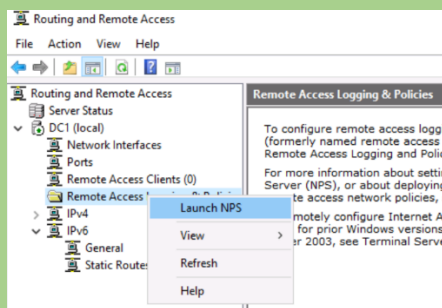 Routing and Remote Access
File Action View Help
Routing and Remote Access
Server Status
DC1 (local)
Network Interfaces
Ports
Remote Access Clients (0)
Remote Access
IPv4
IPv6
General
Static Routes
Launch NPS
View
Refresh
Help
Remote Access Logging & Policies
To configure remote access logg
(formerly named remote access
Remote Access Logging and Poli
For more information about setti
Server (NPS), or about deploying
te access network policies,
motely configure Internet A
for prior Windows versions
er 2003, see Terminal Serve